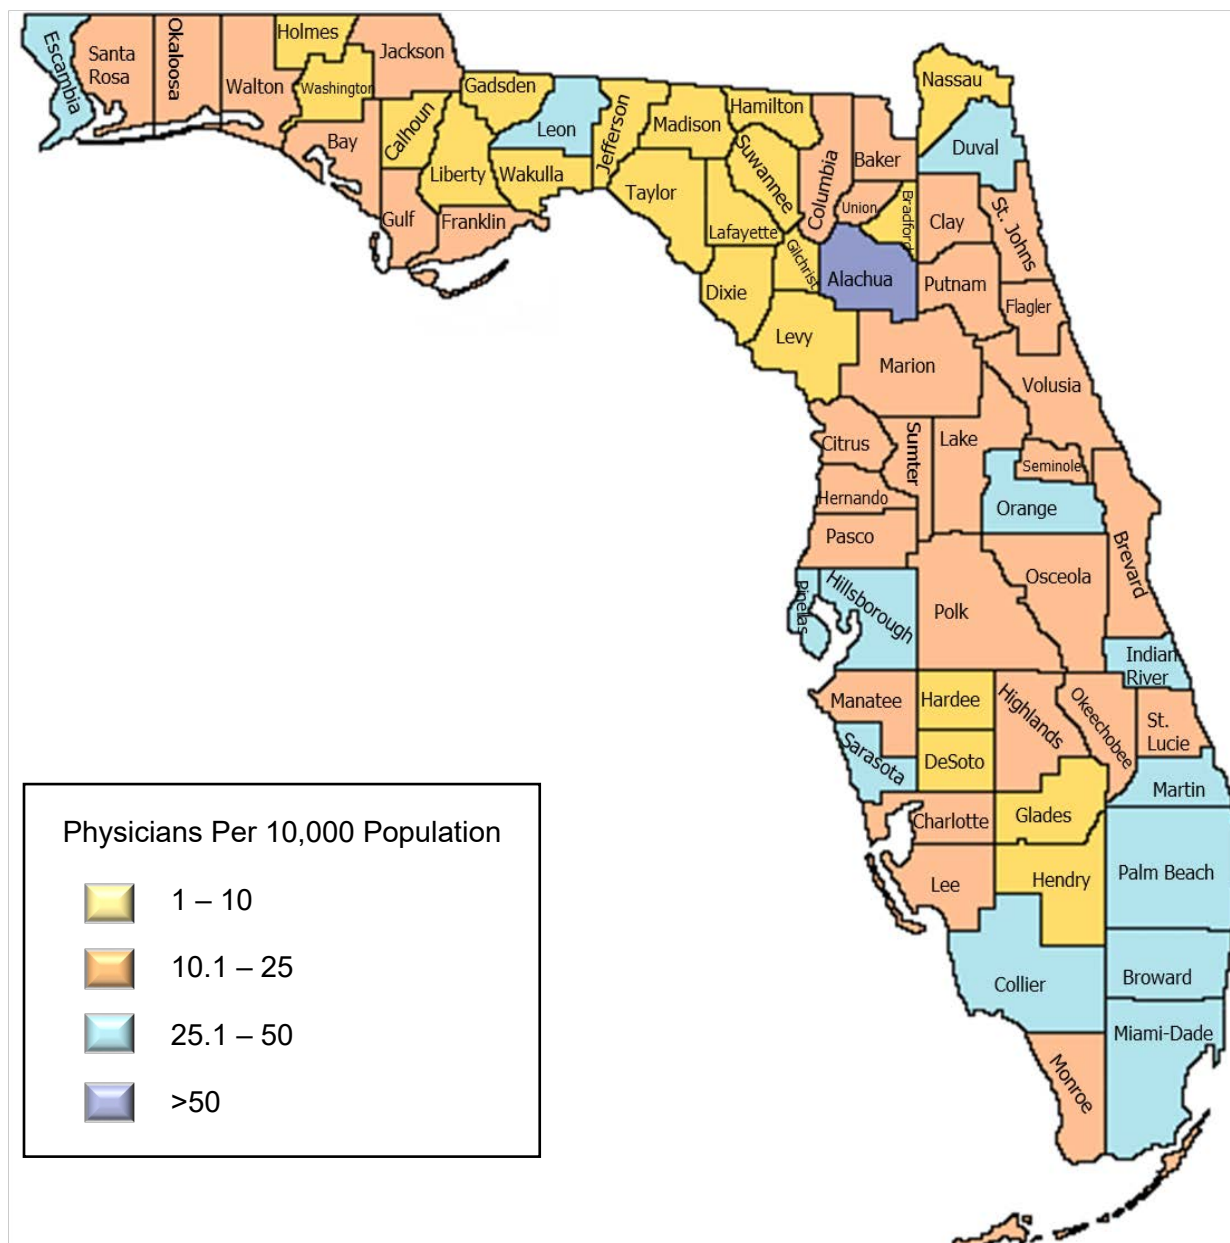 Holmes
Escambia
Santa
Rosa
Okaloosa
Walton
Washington
Jackson
Bay
Calhoun
Gulf
Gadsden
Liberty
Franklin
Leon
Wakulla
Jefferson
Madison
Taylor
Hamilton
Suwannee
Lafayette
Dixie
Gilchrist
Levy
Columbia
Baker
Union
Bradford
Alachua
Nassau
Duval
Clay
St. Johns
Putnam
Flagler
Marion
Volusia
Citrus
Sumter
Lake
Seminole
Hernando
Orange
Pasco
Brevard
Pinellas
Hillsborough
Polk
Osceola
Indian
River
Manatee
Hardee
Highlands
Okeechobee
St.
Lucie
Sarasota
DeSoto
Martin
Charlotte
Glades
Lee
Hendry
Palm Beach
Collier
Broward
Miami-Dade
Monroe
Physicians Per 10,000 Population
1 – 10
10.1 – 25
25.1 – 50
>50